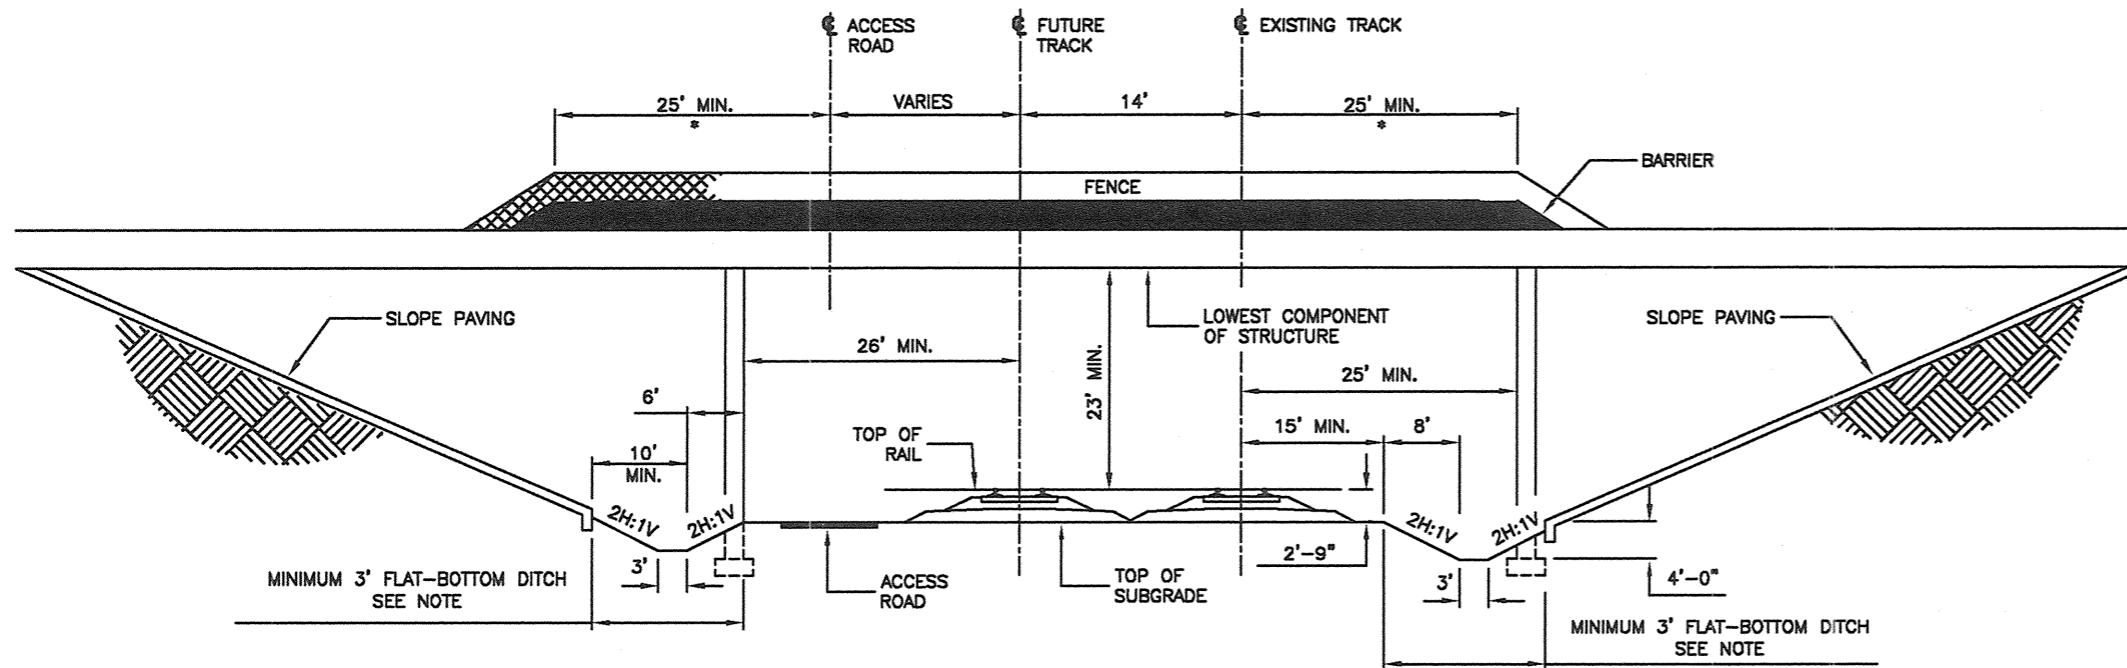 ℄ ACCESS
ROAD
℄ FUTURE
TRACK
℄ EXISTING TRACK
25' MIN.
*
VARIES
14'
25' MIN.
*
BARRIER
FENCE
SLOPE PAVING
LOWEST COMPONENT
OF STRUCTURE
SLOPE PAVING
26' MIN.
23' MIN.
25' MIN.
6'
15' MIN.
8'
TOP OF
RAIL
10'
MIN.
2H:1V
2H:1V
2H:1V
2H:1V
2'-9"
3'
3'
4'-0"
MINIMUM 3' FLAT-BOTTOM DITCH
SEE NOTE
ACCESS
ROAD
TOP OF
SUBGRADE
MINIMUM 3' FLAT-BOTTOM DITCH
SEE NOTE